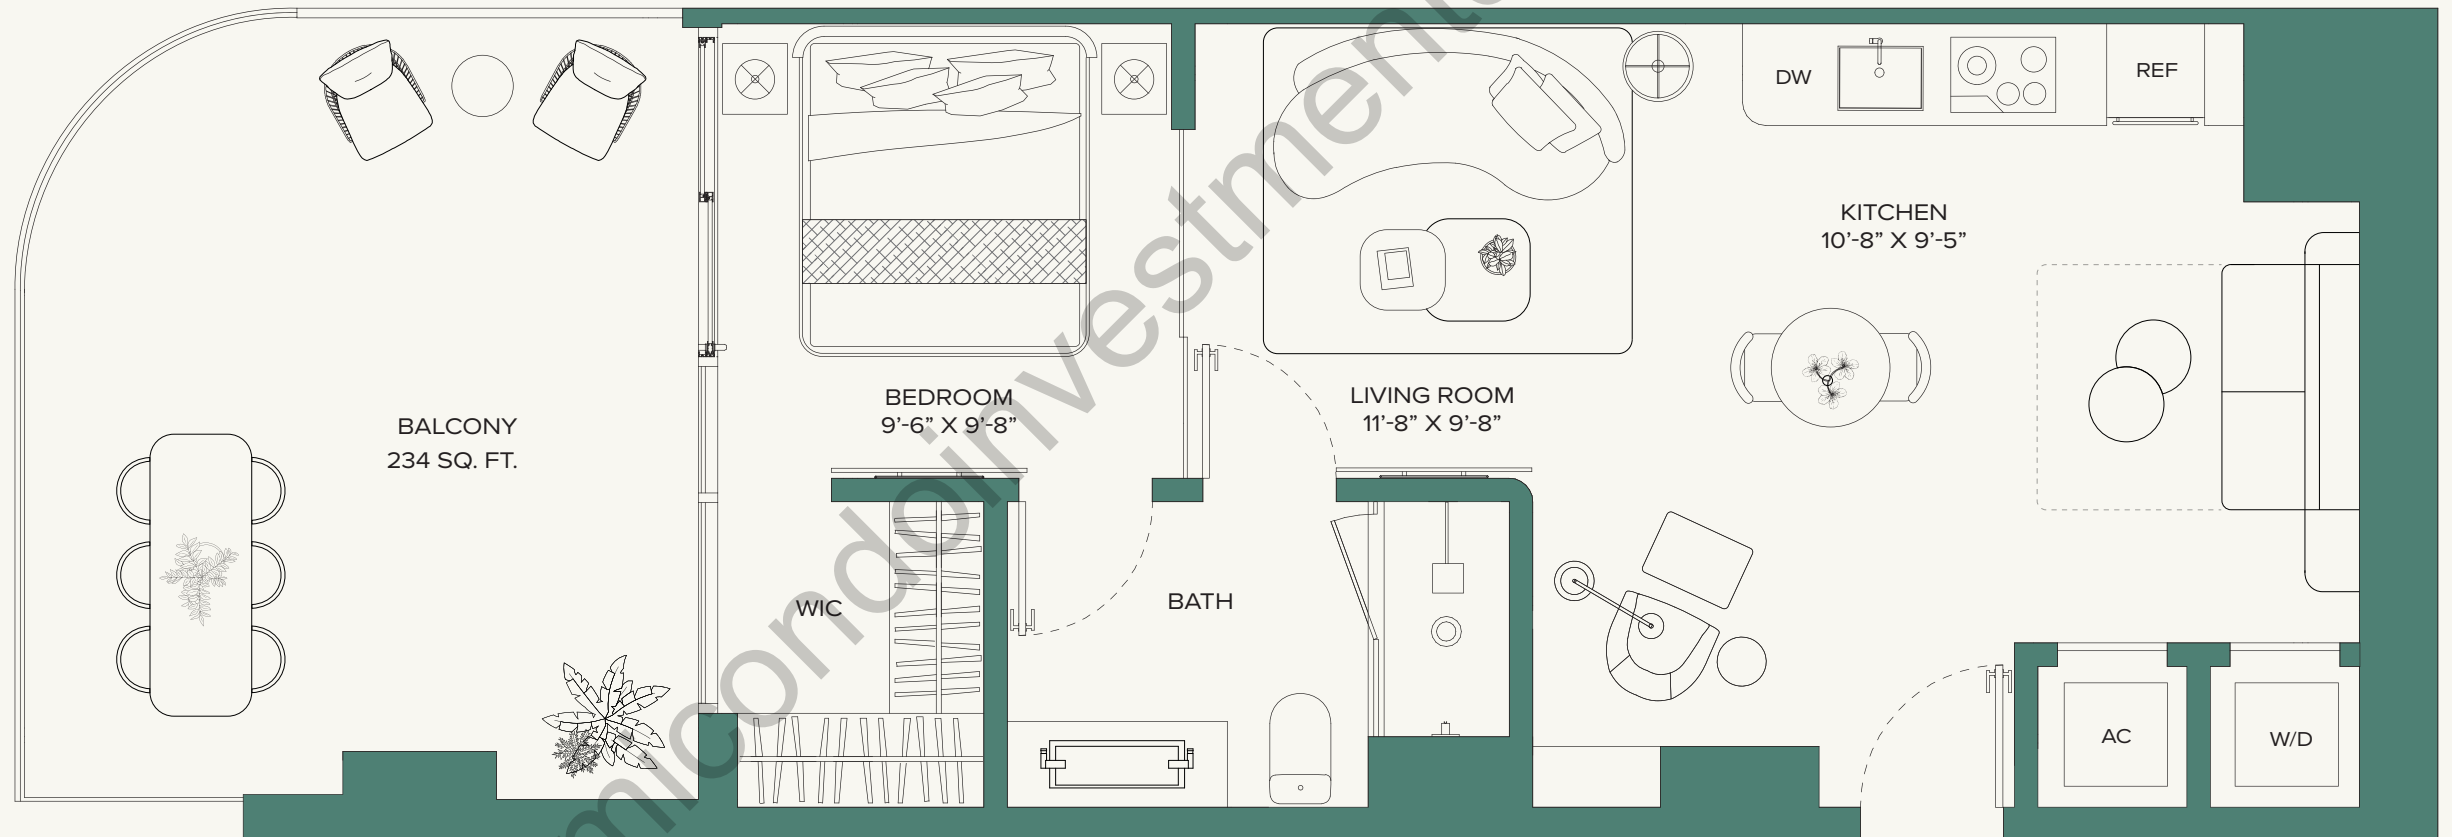 DW
REF
KITCHEN
10’-8” X 9’-5”
BEDROOM
9’-6” X 9’-8”
LIVING ROOM
11’-8” X 9’-8”
BALCONY
234 SQ. FT.
WIC
BATH
AC
W/D
micondoinvestment